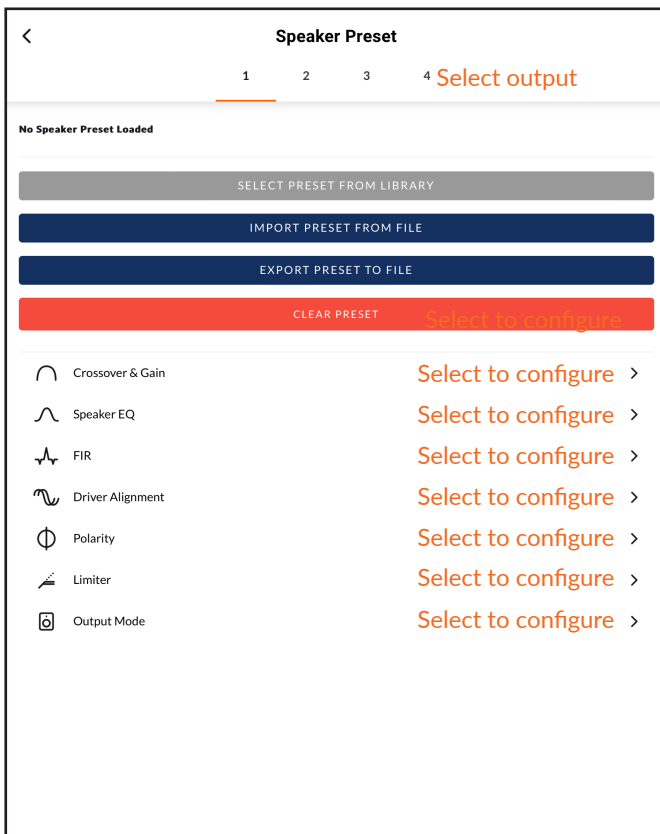 Speaker Preset
1 2 3 4 Select output
No Speaker Preset Loaded
SELECT PRESET FROM LIBRARY
IMPORT PRESET FROM FILE
EXPORT PRESET TO FILE
CLEAR PRESET Select to configure
Crossover & Gain Select to configure
Speaker EQ Select to configure
FIR Select to configure
Driver Alignment Select to configure
Polarity Select to configure
Limiter Select to configure
Output Mode Select to configure